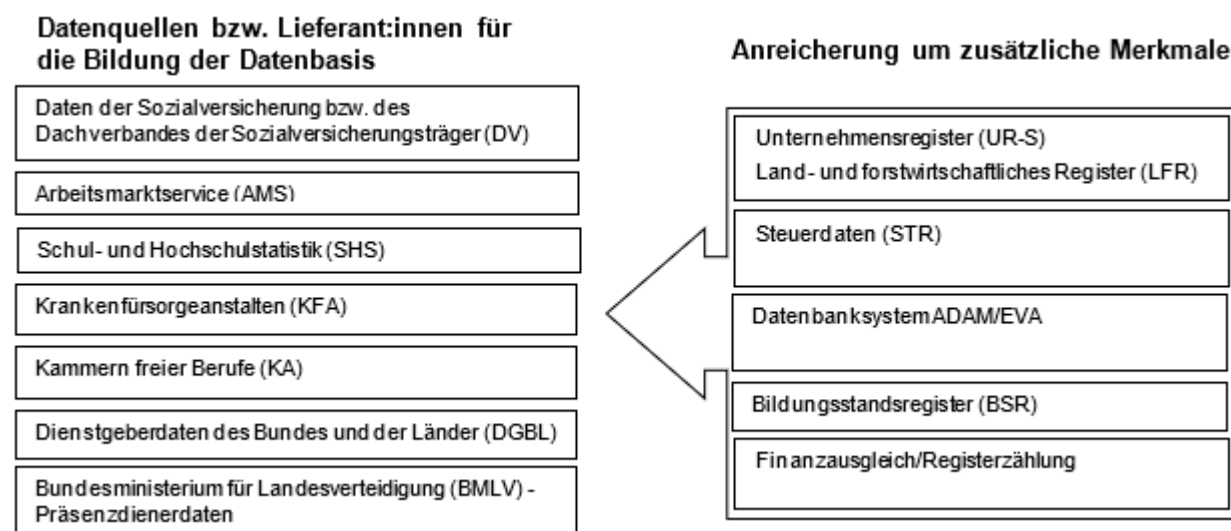 Datenquellen bzw. Lieferant:innen für
die Bildung der Datenbasis
Daten der Sozialversicherung bzw. des
Dachverbandes der Sozialversicherungsträger (DV)
Arbeitsmarktservice (AMS)
Schul- und Hochschulstatistik (SHS)
Krankenfürsorgeanstalten (KFA)
Kammern freier Berufe (KA)
Dienstgeberdaten des Bundes und der Länder (DGBL)
Bundesministerium für Landesverteidigung (BMLV) -
Präsenzdienerdaten
Anreicherung um zusätzliche Merkmale
Unternehmensregister (UR-S)
Land- und forstwirtschaftliches Register (LFR)
Steuerdaten (STR)
Datenbanksystem ADAM/EVA
Bildungsstandsregister (BSR)
Finanzausgleich/Registerzählung